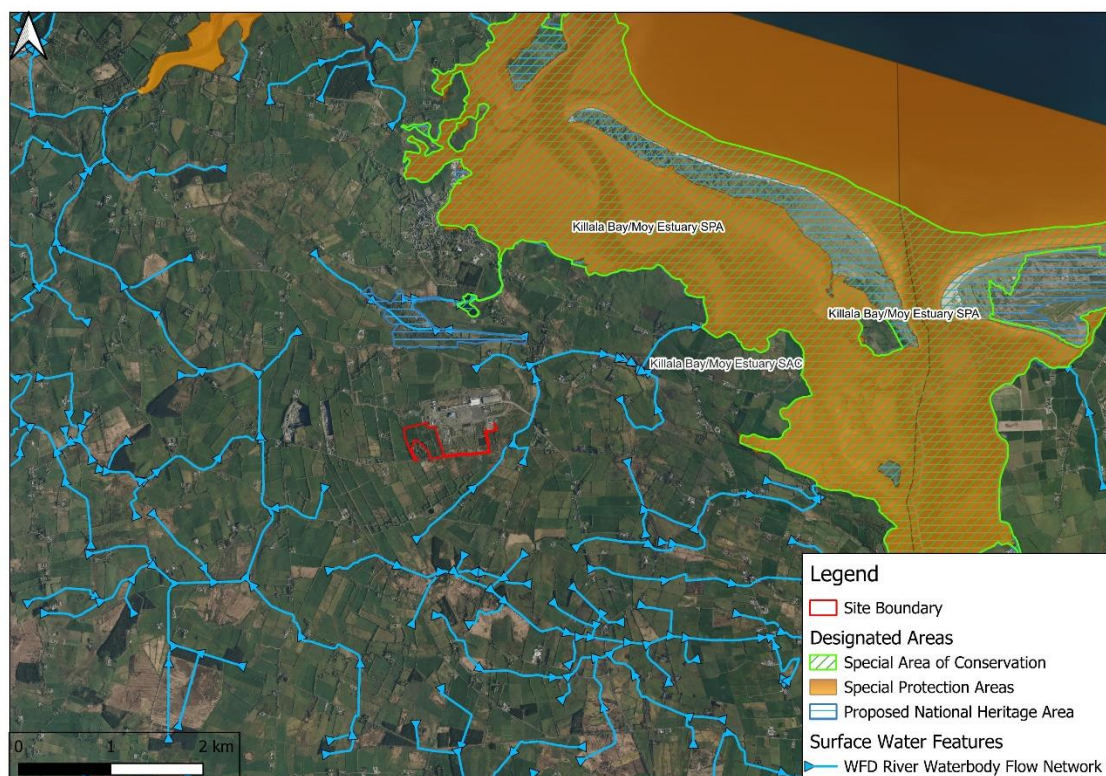 Killala Bay/Moy Estuary SPA
Killala Bay/Moy Estuary SPA
Killala Bay/Moy Estuary SAC
Legend
Site Boundary
Designated Areas
Special Area of Conservation
Special Protection Areas
Proposed National Heritage Area
Surface Water Features
WFD River Waterbody Flow Network
0 1 2 km